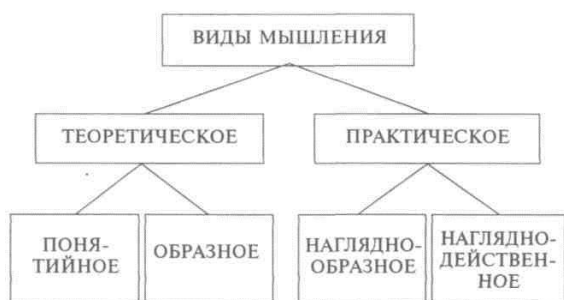 ВИДЫ МЫШЛЕНИЯ
ТЕОРЕТИЧЕСКОЕ
ПРАКТИЧЕСКОЕ
ПОНЯ-
ТИЙНОЕ
ОБРАЗНОЕ
НАГЛЯДНО-
ОБРАЗНОЕ
НАГЛЯДНО-
ДЕЙСТВЕН-
НОЕ